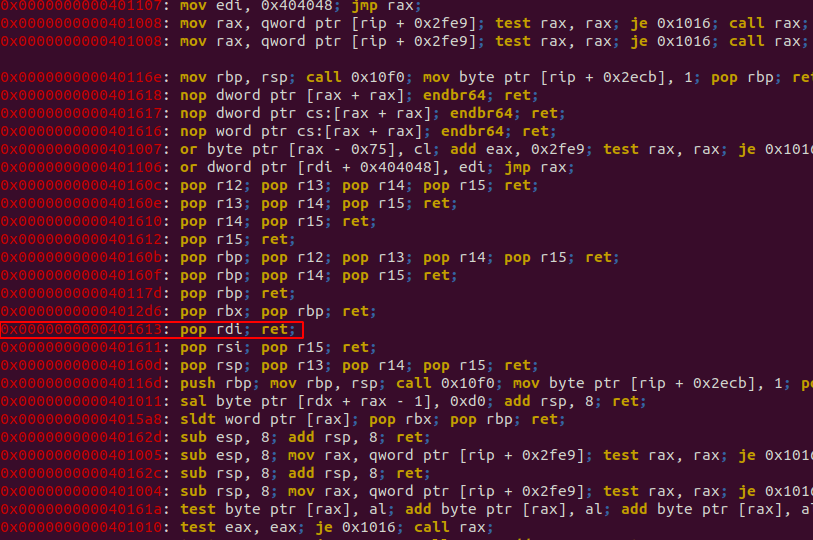 0x0000000000401107: mov edi, 0x404048; jmp rax;
0x0000000000401008: mov rax, qword ptr [rip + 0x2fe9]; test rax, rax; je 0x1016; call rax;
0x0000000000401008: mov rax, qword ptr [rip + 0x2fe9]; test rax, rax; je 0x1016; call rax;
0x000000000040116e: mov rbp, rsp; call 0x10f0; mov byte ptr [rip + 0x2ecb], 1; pop rbp; ret
0x0000000000401618: nop dword ptr [rax + rax]; endbr64; ret;
0x0000000000401617: nop dword ptr cs:[rax + rax]; endbr64; ret;
0x0000000000401616: nop word ptr cs:[rax + rax]; endbr64; ret;
0x0000000000401007: or byte ptr [rax - 0x75], cl; add eax, 0x2fe9; test rax, rax; je 0x1016
0x0000000000401106: or dword ptr [rdi + 0x404048], edi; jmp rax;
0x000000000040160c: pop r12; pop r13; pop r14; pop r15; ret;
0x000000000040160e: pop r13; pop r14; pop r15; ret;
0x0000000000401610: pop r14; pop r15; ret;
0x0000000000401612: pop r15; ret;
0x000000000040160b: pop rbp; pop r12; pop r13; pop r14; pop r15; ret;
0x000000000040160f: pop rbp; pop r14; pop r15; ret;
0x000000000040117d: pop rbp; ret;
0x00000000004012d6: pop rbx; pop rbp; ret;
0x0000000000401613: pop rdi; ret;
0x0000000000401611: pop rsi; pop r15; ret;
0x000000000040160d: pop rsp; pop r13; pop r14; pop r15; ret;
0x000000000040116d: push rbp; mov rbp, rsp; call 0x10f0; mov byte ptr [rip + 0x2ecb], 1; po
0x0000000000401011: sal byte ptr [rdx + rax - 1], 0xd0; add rsp, 8; ret;
0x00000000004015a8: sldt word ptr [rax]; pop rbx; pop rbp; ret;
0x000000000040162d: sub esp, 8; add rsp, 8; ret;
0x0000000000401005: sub esp, 8; mov rax, qword ptr [rip + 0x2fe9]; test rax, rax; je 0x1016
0x000000000040162c: sub rsp, 8; add rsp, 8; ret;
0x0000000000401004: sub rsp, 8; mov rax, qword ptr [rip + 0x2fe9]; test rax, rax; je 0x1016
0x000000000040161a: test byte ptr [rax], al; add byte ptr [rax], al; add byte ptr [rax], al
0x0000000000401010: test eax, eax; je 0x1016; call rax;